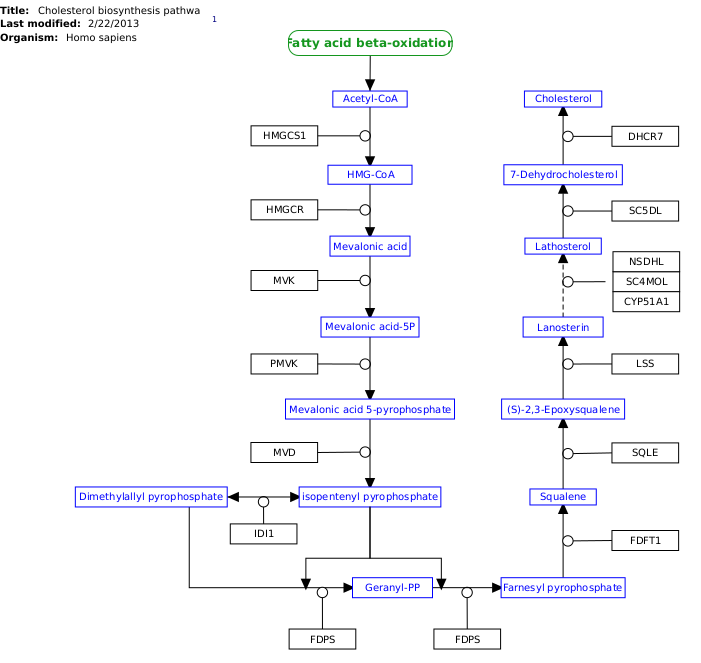 Title: Cholesterol biosynthesis pathwa
Last modified: 2/22/2013
1
Organism: Homo sapiens
Fatty acid beta-oxidation
Acetyl-CoA
Cholesterol
HMGCS1
DHCR7
HMG-CoA
7-Dehydrocholesterol
HMGCR
SC5DL
Mevalonic acid
Lathosterol
NSDHL
MVK
SC4MOL
CYP51A1
Mevalonic acid-5P
Lanosterin
PMVK
LSS
Mevalonic acid 5-pyrophosphate
(S)-2,3-Epoxysqualene
MVD
SQLE
Dimethylallyl pyrophosphate
isopentenyl pyrophosphate
Squalene
IDI1
FDFT1
Geranyl-PP
Farnesyl pyrophosphate
FDPS
FDPS